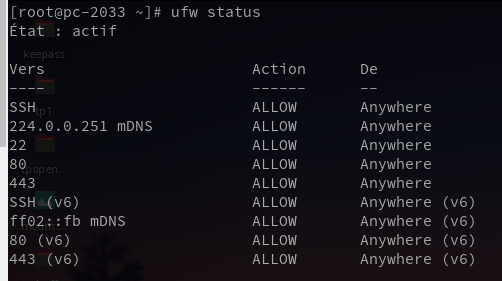 [root@pc-2033 ~]# ufw status
État : actif
keepass
Vers Action De
---- ------ --
SSH ALLOW Anywhere
224.0.0.251 mDNS ALLOW Anywhere
22 ALLOW Anywhere
80 ALLOW Anywhere
443 ALLOW Anywhere
SSH (v6) ALLOW Anywhere (v6)
ff02::fb mDNS ALLOW Anywhere (v6)
80 (v6) ALLOW Anywhere (v6)
443 (v6) ALLOW Anywhere (v6)